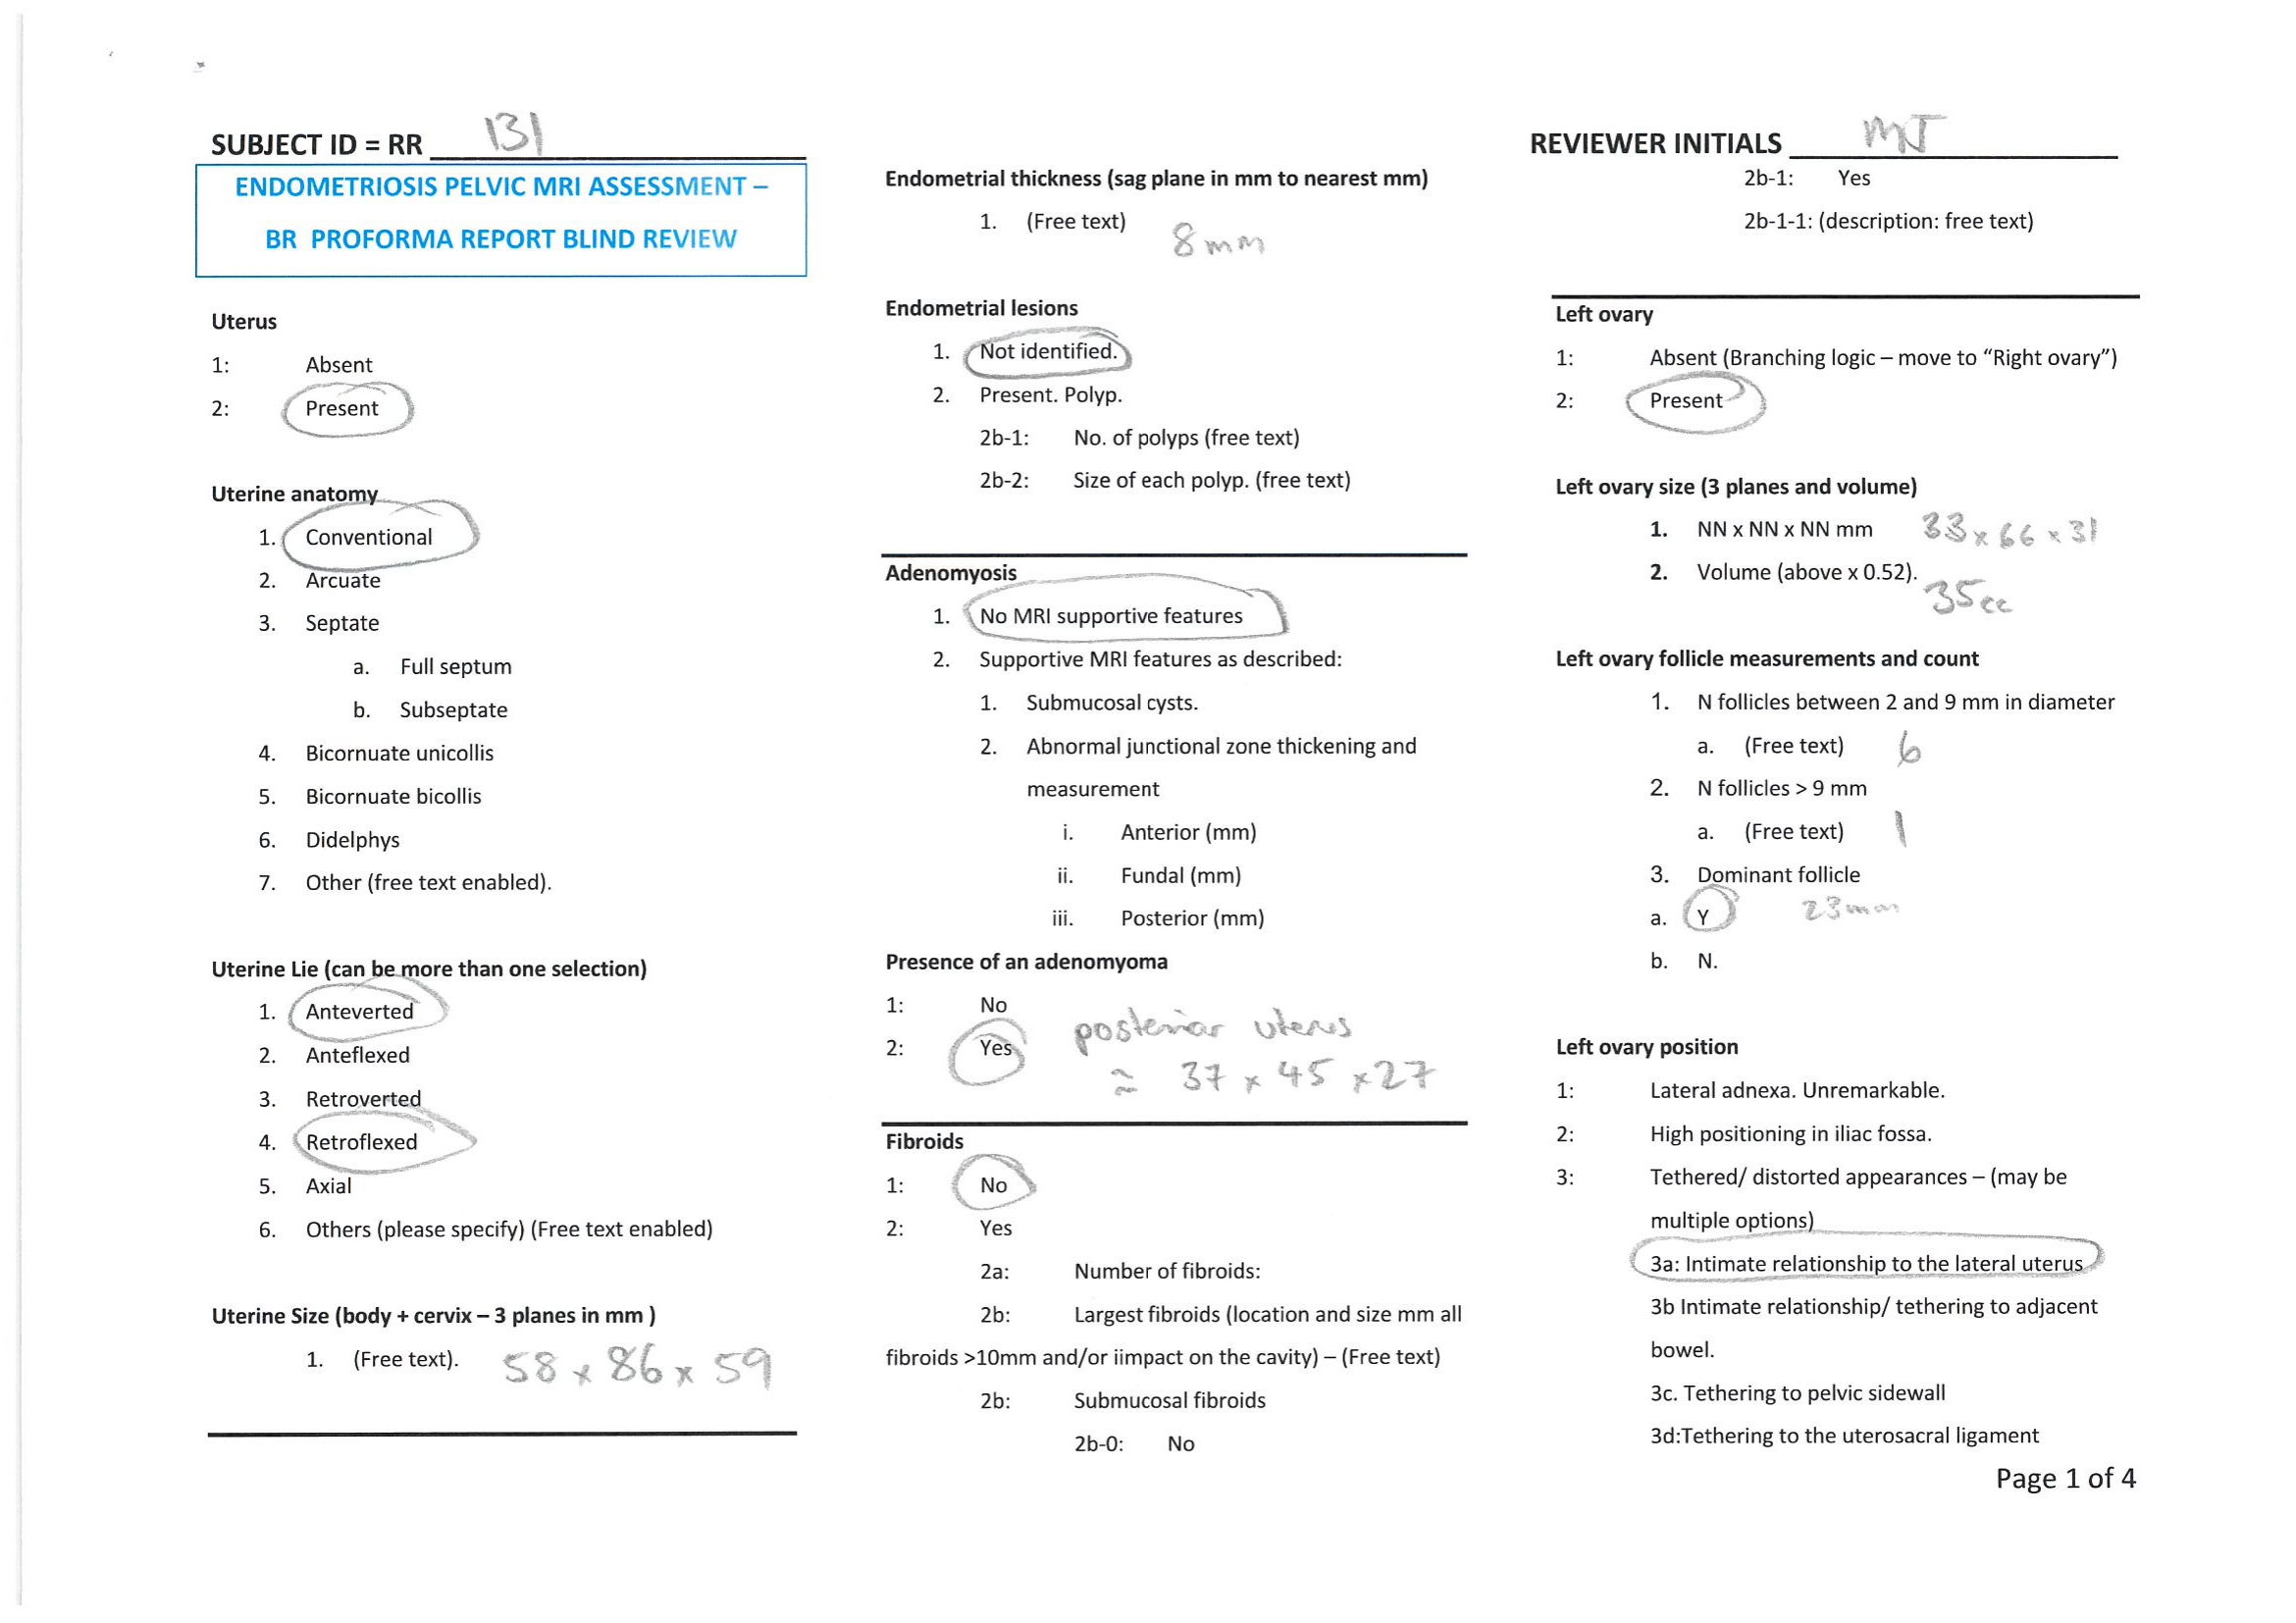 SUBJECT ID = RR 131
ENDOMETRIOSIS PELVIC MRI ASSESSMENT –
BR PROFORMA REPORT BLIND REVIEW
Uterus
1: Absent
2: Present
Uterine anatomy
1. Conventional
2. Arcuate
3. Septate
a. Full septum
b. Subseptate
4. Bicornuate unicollis
5. Bicornuate bicollis
6. Didelphys
7. Other (free text enabled).
Uterine Lie (can be more than one selection)
1. Anteverted
2. Anteflexed
3. Retroverted
4. Retroflexed
5. Axial
6. Others (please specify) (Free text enabled)
Uterine Size (body + cervix – 3 planes in mm )
1. (Free text). 58 x 86 x 59
Endometrial thickness (sag plane in mm to nearest mm)
1. (Free text) 8mm
Endometrial lesions
1. Not identified.
2. Present. Polyp.
2b-1: No. of polyps (free text)
2b-2: Size of each polyp. (free text)
Adenomyosis
1. No MRI supportive features
2. Supportive MRI features as described:
1. Submucosal cysts.
2. Abnormal junctional zone thickening and
measurement
i. Anterior (mm)
ii. Fundal (mm)
iii. Posterior (mm)
Presence of an adenomyoma
1: No
2: Yes posterior uterus
≈ 37 x 45 x 27
Fibroids
1: No
2: Yes
2a: Number of fibroids:
2b: Largest fibroids (location and size mm all
fibroids >10mm and/or iimpact on the cavity) – (Free text)
2b: Submucosal fibroids
2b-0: No
REVIEWER INITIALS MJ
2b-1: Yes
2b-1-1: (description: free text)
Left ovary
1: Absent (Branching logic – move to “Right ovary”)
2: Present
Left ovary size (3 planes and volume)
1. NN x NN x NN mm 33 x 66 x 31
2. Volume (above x 0.52). 35cc
Left ovary follicle measurements and count
1. N follicles between 2 and 9 mm in diameter
a. (Free text) 6
2. N follicles > 9 mm
a. (Free text) 1
3. Dominant follicle
a. Y 23mm
b. N.
Left ovary position
1: Lateral adnexa. Unremarkable.
2: High positioning in iliac fossa.
3: Tethered/ distorted appearances – (may be
multiple options)
3a: Intimate relationship to the lateral uterus
3b Intimate relationship/ tethering to adjacent
bowel.
3c. Tethering to pelvic sidewall
3d:Tethering to the uterosacral ligament
Page 1 of 4